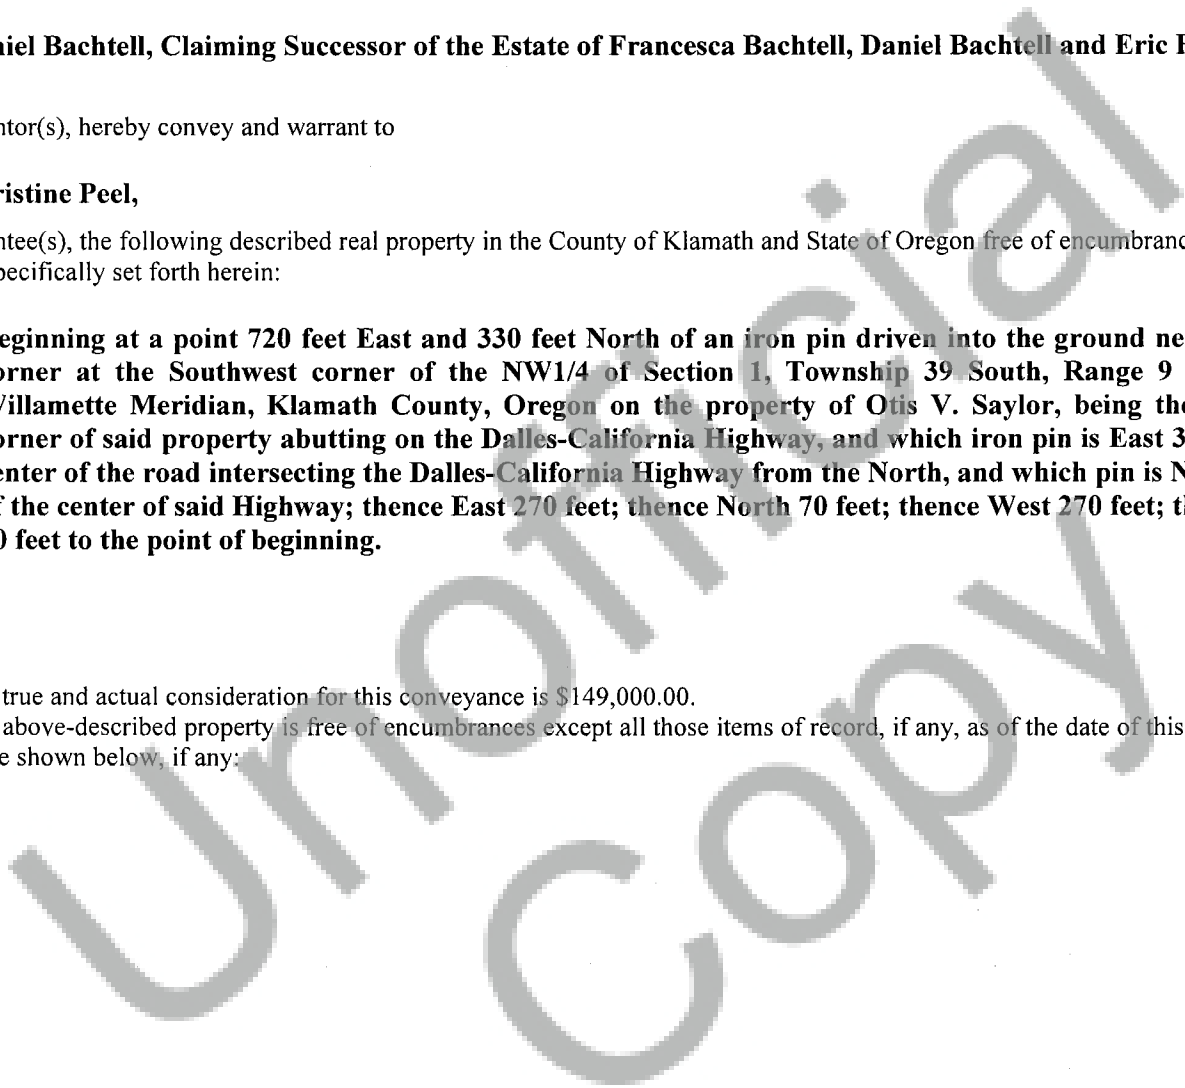 niel Bachtell, Claiming Successor of the Estate of Francesca Bachtell, Daniel Bachtell and Eric
ntor(s), hereby convey and warrant to
ristine Peel,
ntee(s), the following described real property in the County of Klamath and State of Oregon free of encumbranc
pecifically set forth herein:
eginning at a point 720 feet East and 330 feet North of an iron pin driven into the ground ne
orner at the Southwest corner of the NW1/4 of Section 1, Township 39 South, Range 9
Willamette Meridian, Klamath County, Oregon on the property of Otis V. Saylor, being the
orner of said property abutting on the Dalles-California Highway, and which iron pin is East 3
enter of the road intersecting the Dalles-California Highway from the North, and which pin is N
f the center of said Highway; thence East 270 feet; thence North 70 feet; thence West 270 feet; t
0 feet to the point of beginning.
true and actual consideration for this conveyance is $149,000.00.
above-described property is free of encumbrances except all those items of record, if any, as of the date of this
e shown below, if any:
Unofficial
Copy